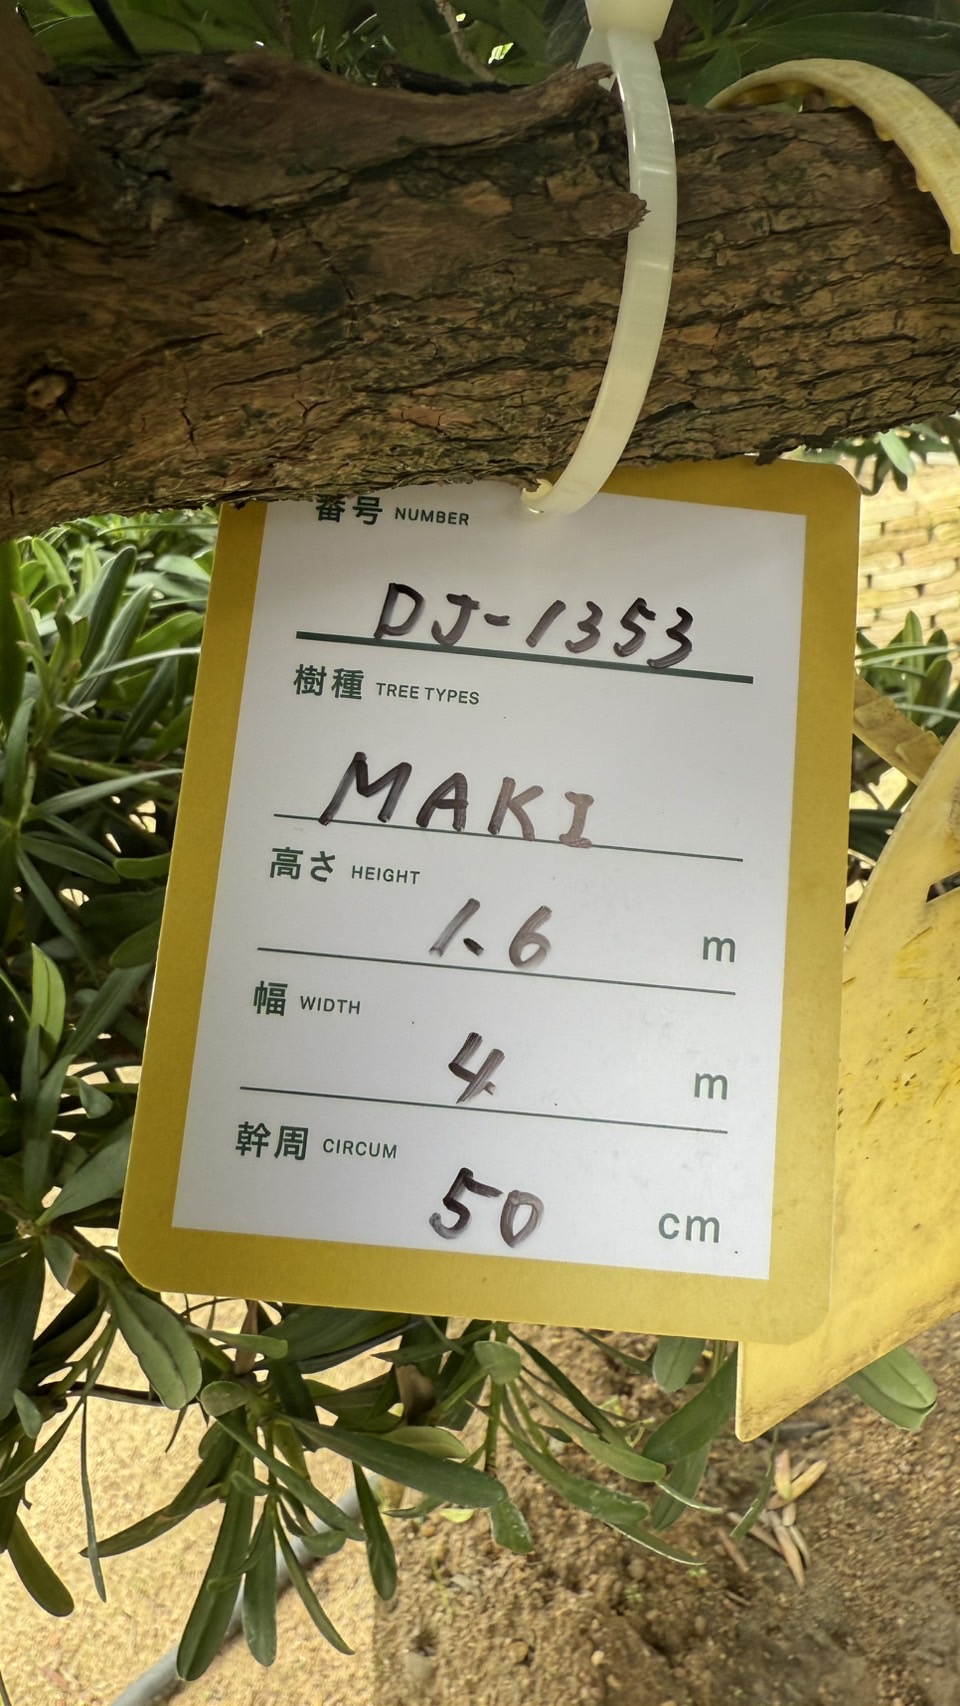 番号 NUMBER
DJ-1353
樹種 TREE TYPES
MAKI
高さ HEIGHT
1.6 m
幅 WIDTH
4 m
幹周 CIRCUM
50 cm